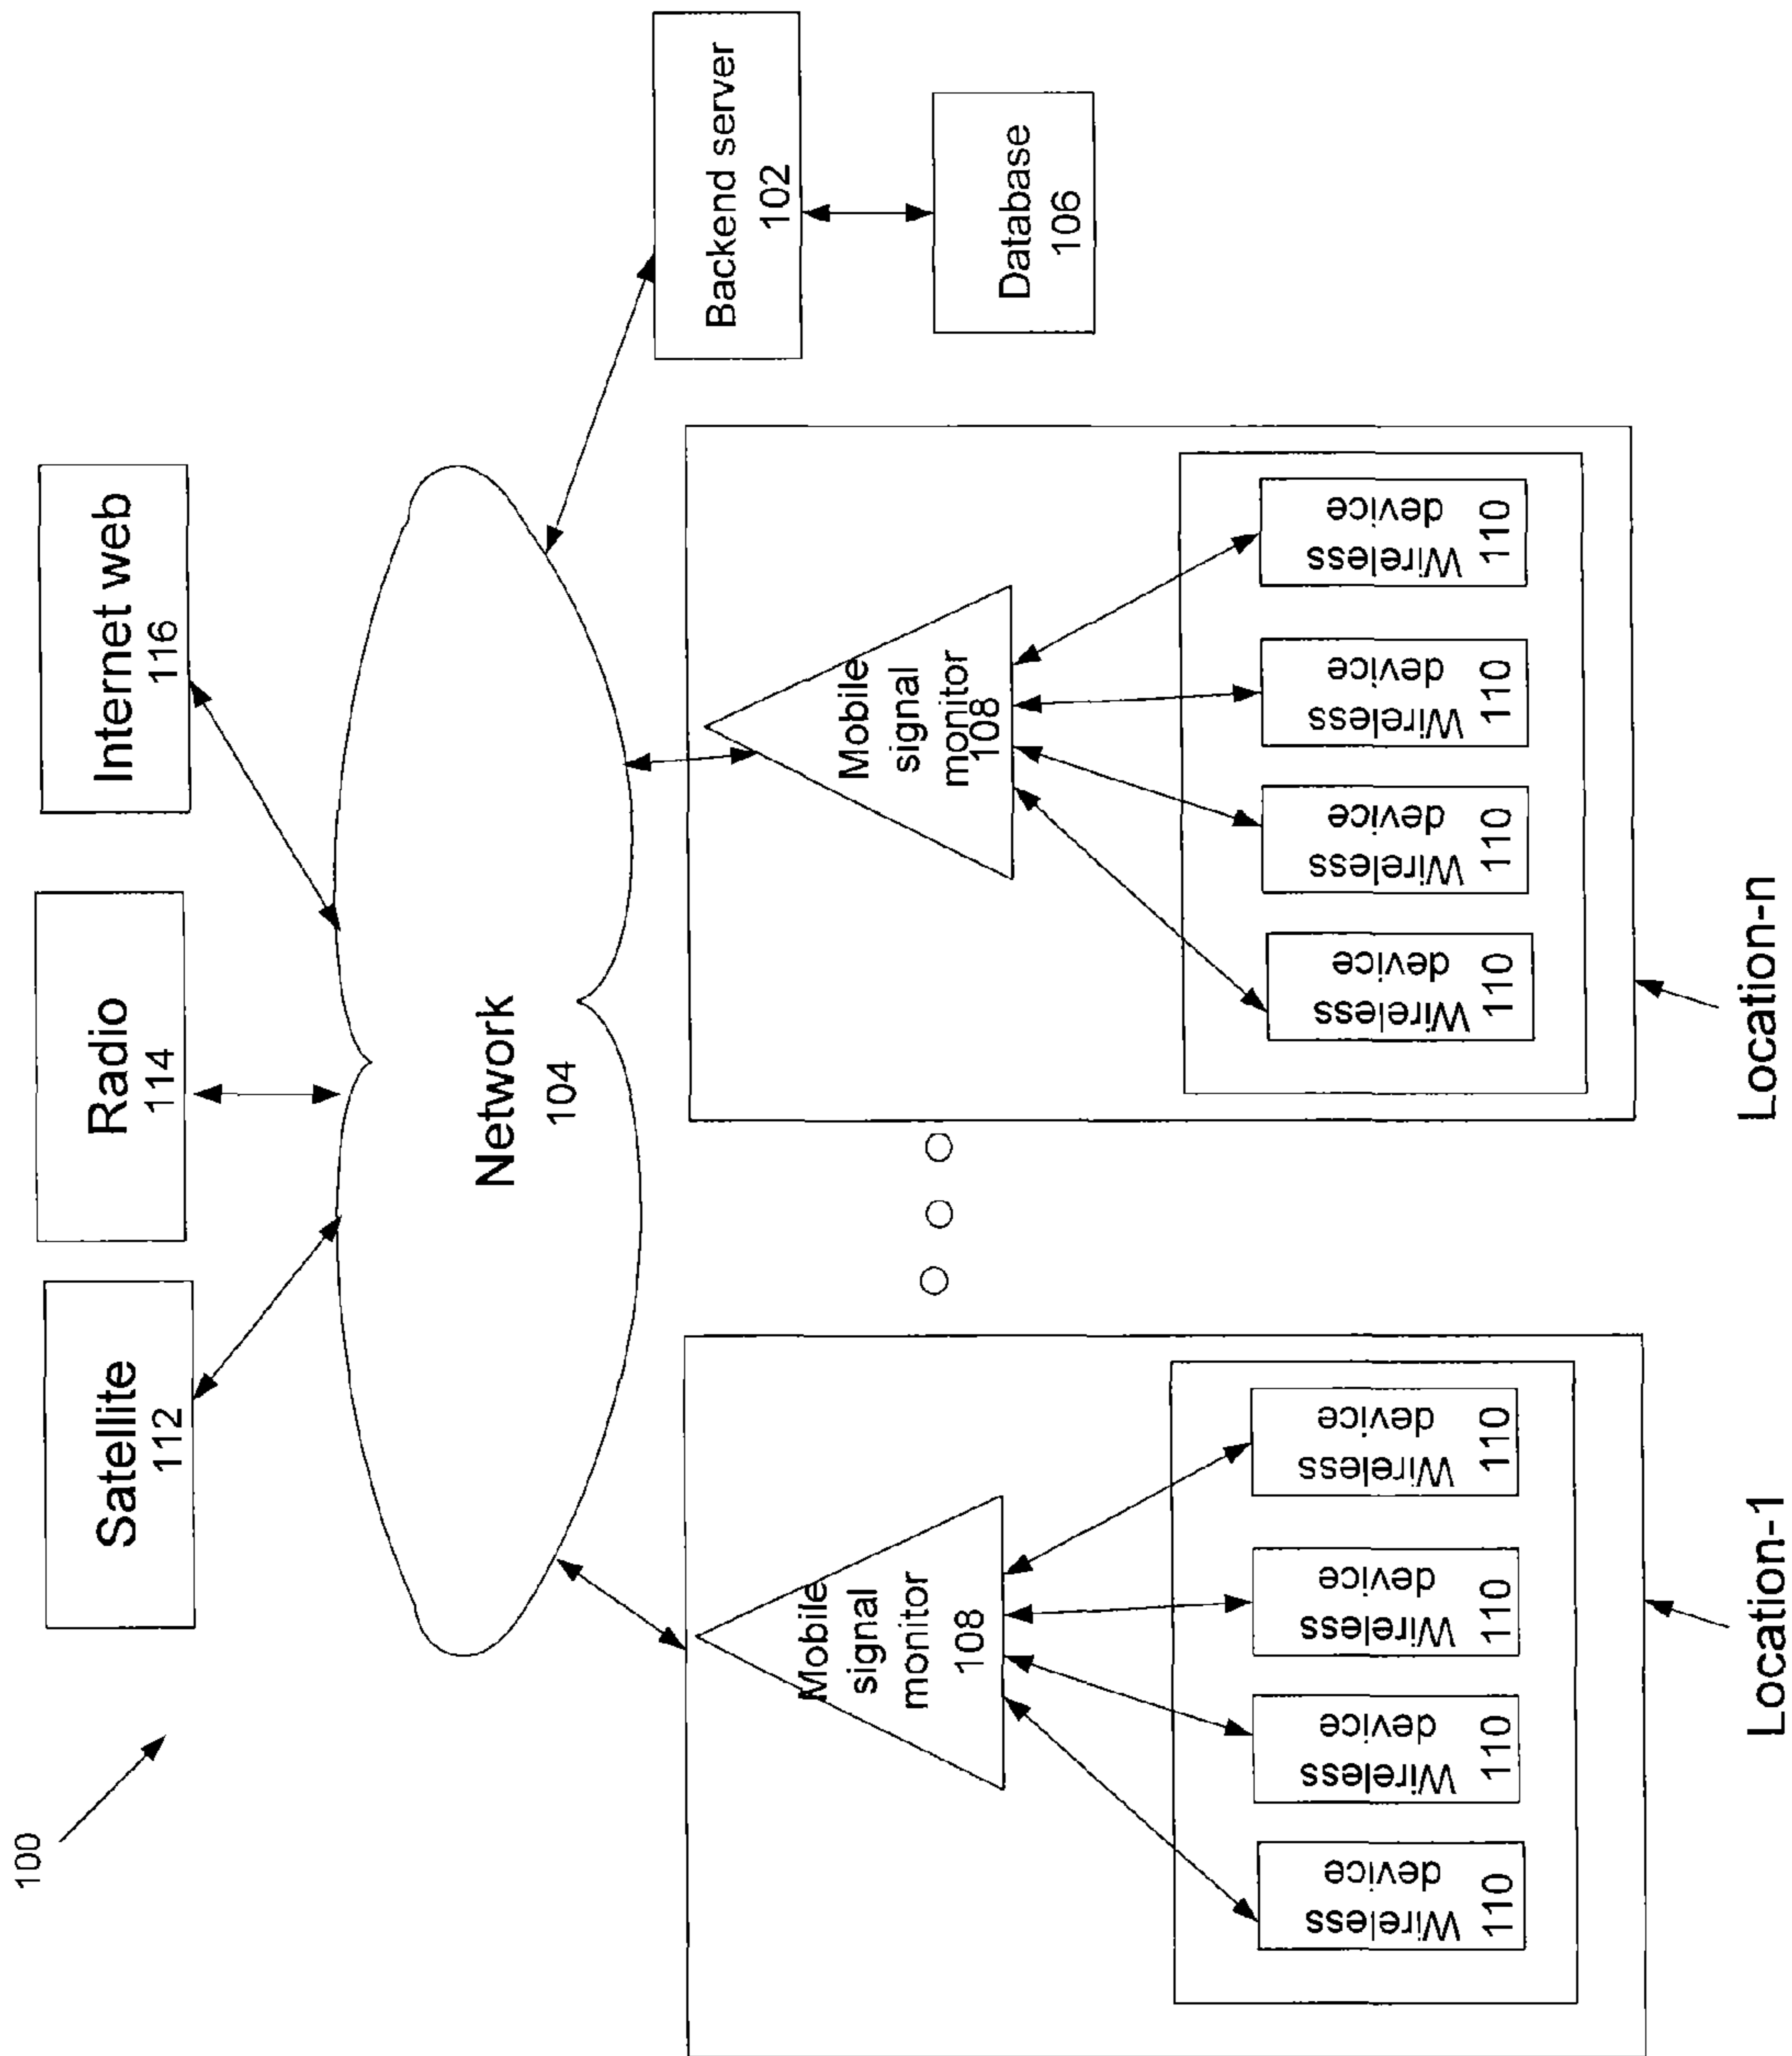 100
Satellite
112
Radio
114
Internet web
116
Network
104
Backend server
102
Database
106
Mobile
signal
monitor
108
Wireless
device
110
Wireless
device
110
Wireless
device
110
Wireless
device
110
Location-1
Mobile
signal
monitor
108
Wireless
device
110
Wireless
device
110
Wireless
device
110
Wireless
device
110
Location-n